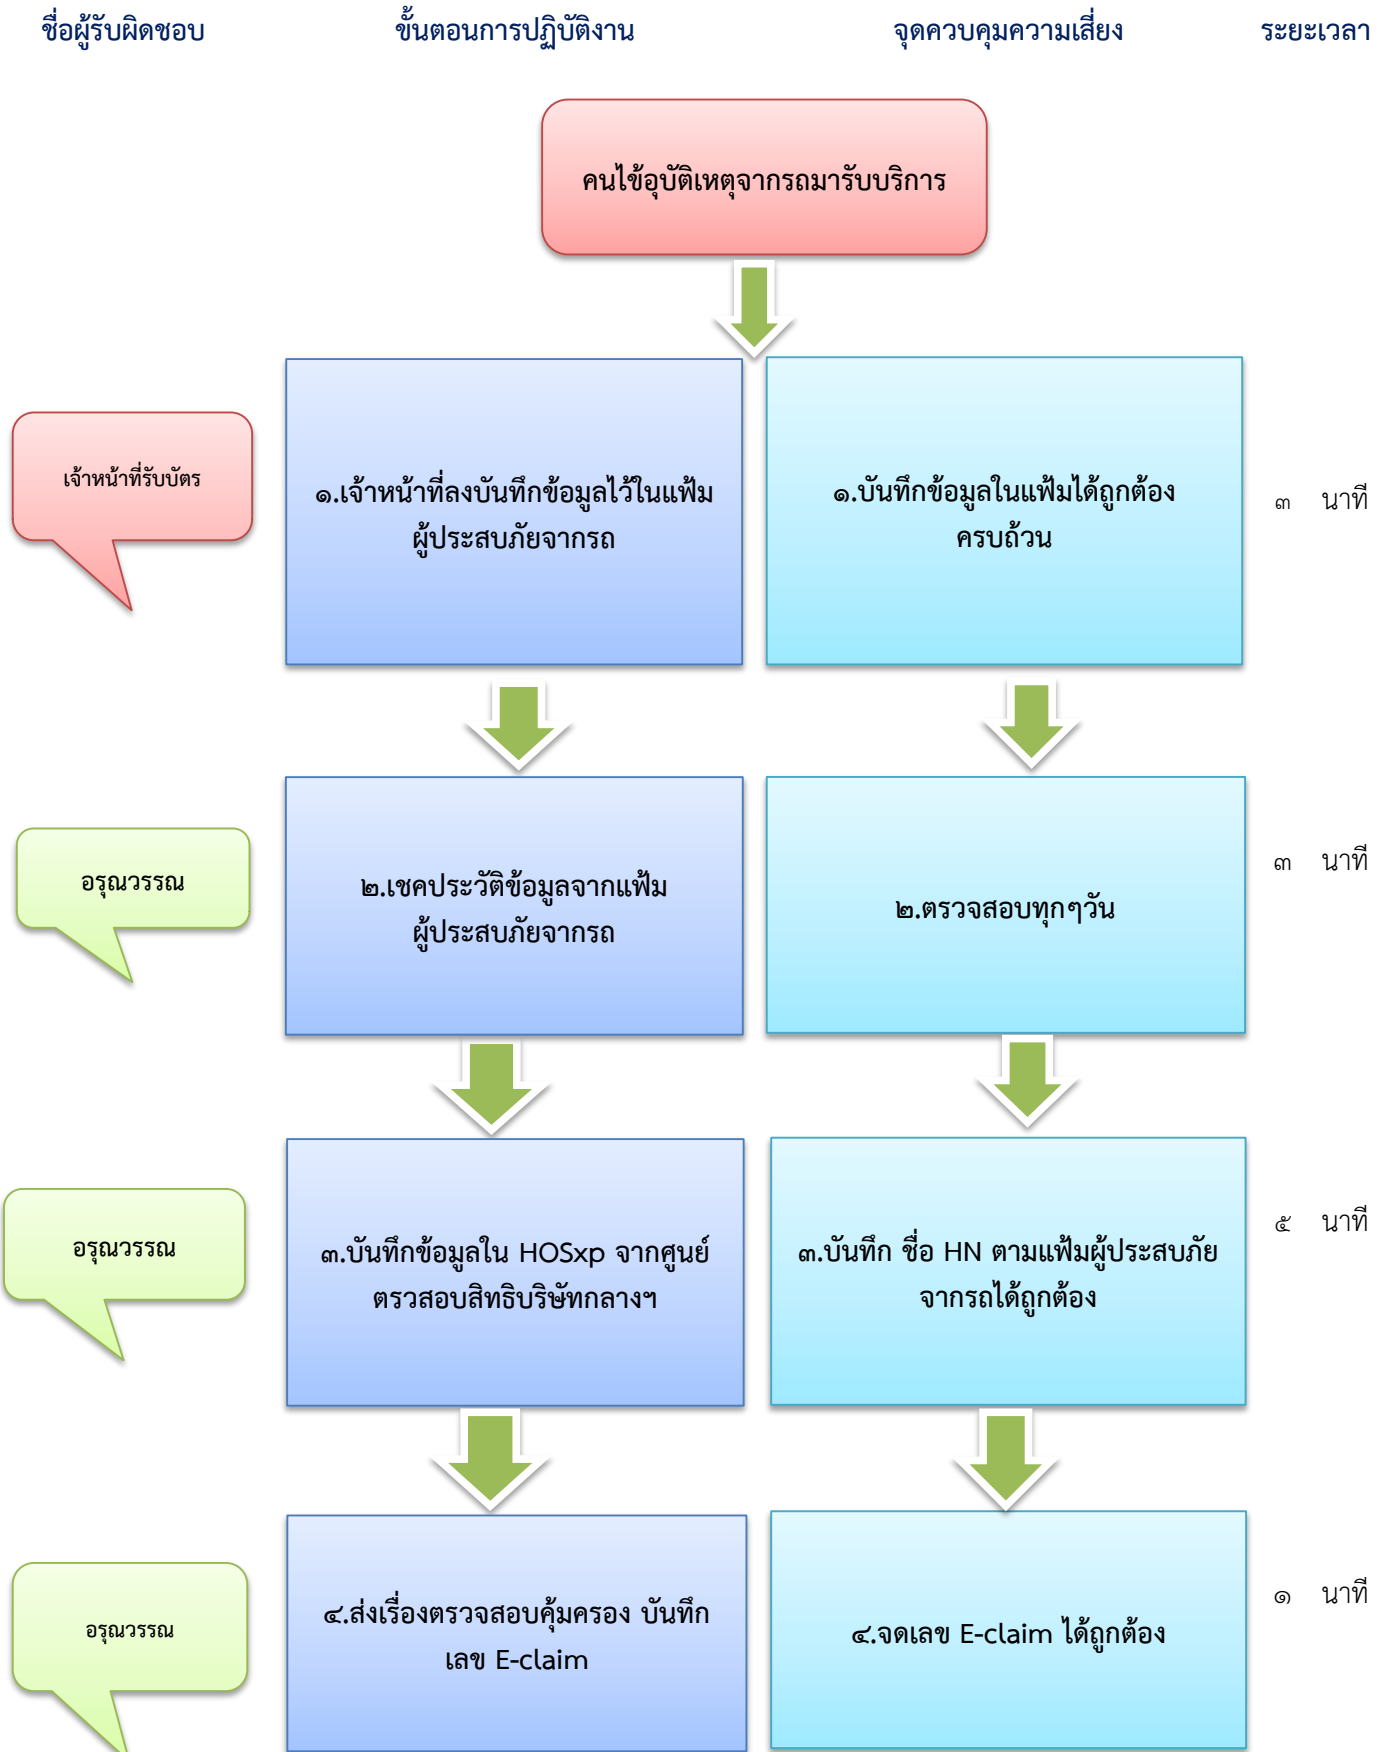 ชื่อผู้รับผิดชอบ ขั้นตอนการปฏิบัติงาน จุดควบคุมความเสี่ยง ระยะเวลา
คนไข้อุบัติเหตุจากรถมารับบริการ
เจ้าหน้าที่รับบัตร
๑.เจ้าหน้าที่ลงบันทึกข้อมูลไว้ในแฟ้ม
ผู้ประสบภัยจากรถ
๑.บันทึกข้อมูลในแฟ้มได้ถูกต้อง
ครบถ้วน
๓ นาที
อรุณวรรณ
๒.เชคประวัติข้อมูลจากแฟ้ม
ผู้ประสบภัยจากรถ
๒.ตรวจสอบทุกๆวัน
๓ นาที
อรุณวรรณ
๓.บันทึกข้อมูลใน HOSxp จากศูนย์
ตรวจสอบสิทธิบริษัทกลางฯ
๓.บันทึก ชื่อ HN ตามแฟ้มผู้ประสบภัย
จากรถได้ถูกต้อง
๕ นาที
อรุณวรรณ
๔.ส่งเรื่องตรวจสอบคุ้มครอง บันทึก
เลข E-claim
๔.จดเลข E-claim ได้ถูกต้อง
๑ นาที